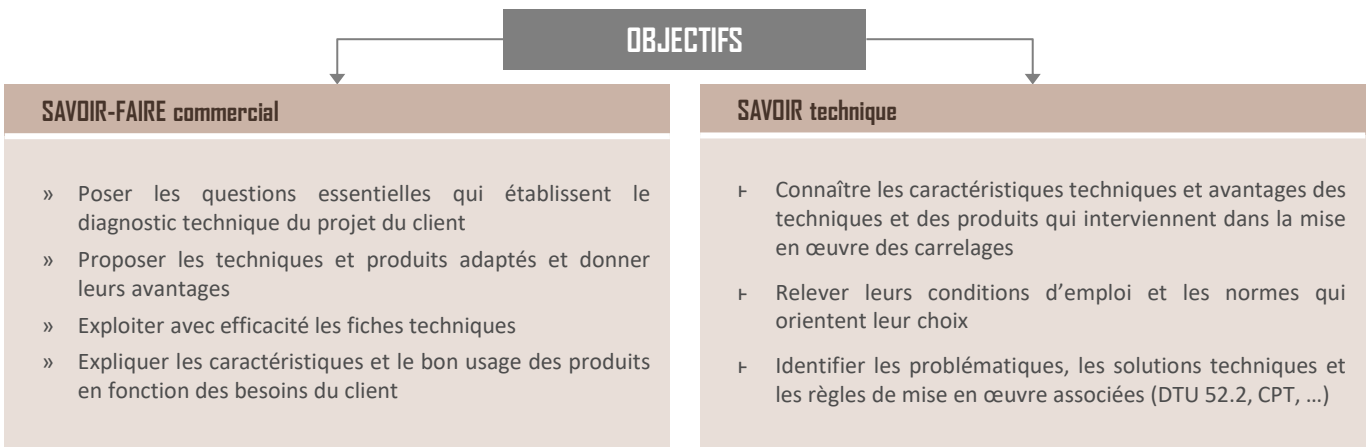 OBJECTIFS
SAVOIR-FAIRE commercial
» Poser les questions essentielles qui établissent le
diagnostic technique du projet du client
» Proposer les techniques et produits adaptés et donner
leurs avantages
» Exploiter avec efficacité les fiches techniques
» Expliquer les caractéristiques et le bon usage des produits
en fonction des besoins du client
SAVOIR technique
⊦ Connaître les caractéristiques techniques et avantages des
techniques et des produits qui interviennent dans la mise
en œuvre des carrelages
⊦ Relever leurs conditions d’emploi et les normes qui
orientent leur choix
⊦ Identifier les problématiques, les solutions techniques et
les règles de mise en œuvre associées (DTU 52.2, CPT, …)